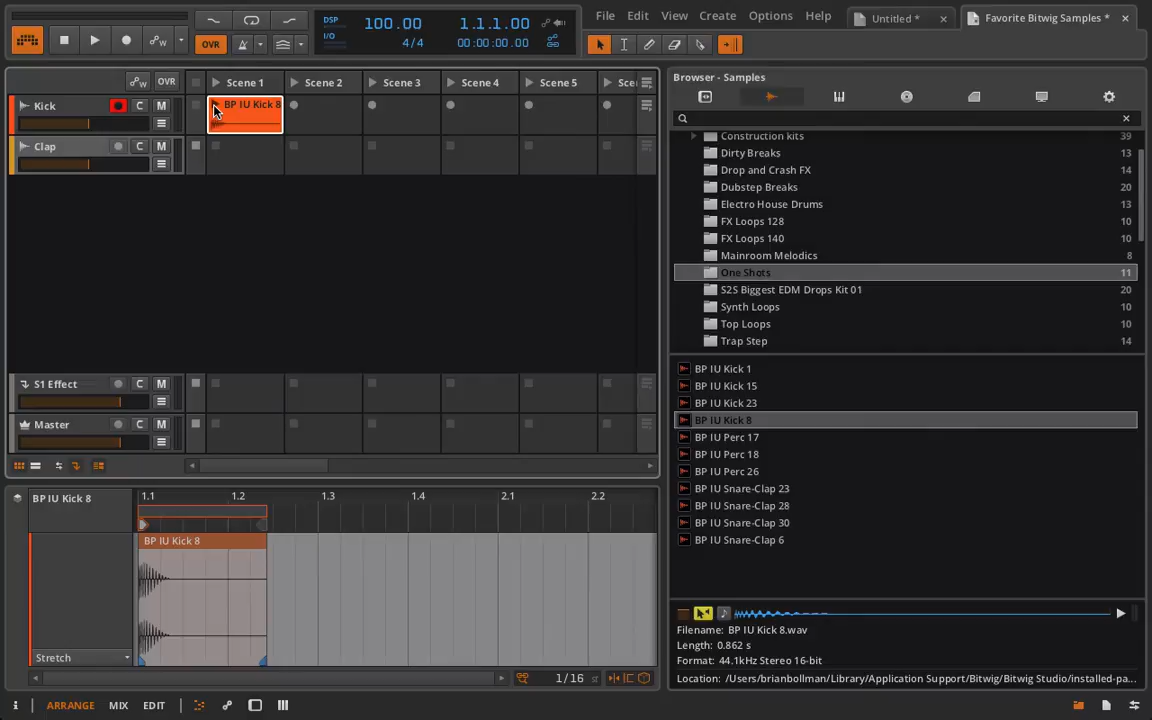 File Edit View Create Options Help
Untitled *
Favorite Bitwig Samples *
OVR
DSP
I/O
100.00
4/4
1.1.1.00
00:00:00.00
OVR
Scene 1
Scene 2
Scene 3
Scene 4
Scene 5
Kick
C
M
BP IU Kick 8
Clap
C
M
S1 Effect
C
M
Master
C
M
Browser - Samples
Construction kits 39
Dirty Breaks 13
Drop and Crash FX 14
Dubstep Breaks 20
Electro House Drums 13
FX Loops 128 10
FX Loops 140 10
Mainroom Melodics 8
One Shots 11
S2S Biggest EDM Drops Kit 01 20
Synth Loops 10
Top Loops 10
Trap Step 14
BP IU Kick 1
BP IU Kick 15
BP IU Kick 23
BP IU Kick 8
BP IU Perc 17
BP IU Perc 18
BP IU Perc 26
BP IU Snare-Clap 23
BP IU Snare-Clap 28
BP IU Snare-Clap 30
BP IU Snare-Clap 6
Filename: BP IU Kick 8.wav
Length: 0.862 s
Format: 44.1kHz Stereo 16-bit
Location: /Users/brianbollman/Library/Application Support/Bitwig/Bitwig Studio/installed-pa...
BP IU Kick 8
1.1
1.2
1.3
1.4
2.1
2.2
BP IU Kick 8
Stretch
1/16
i
ARRANGE
MIX
EDIT